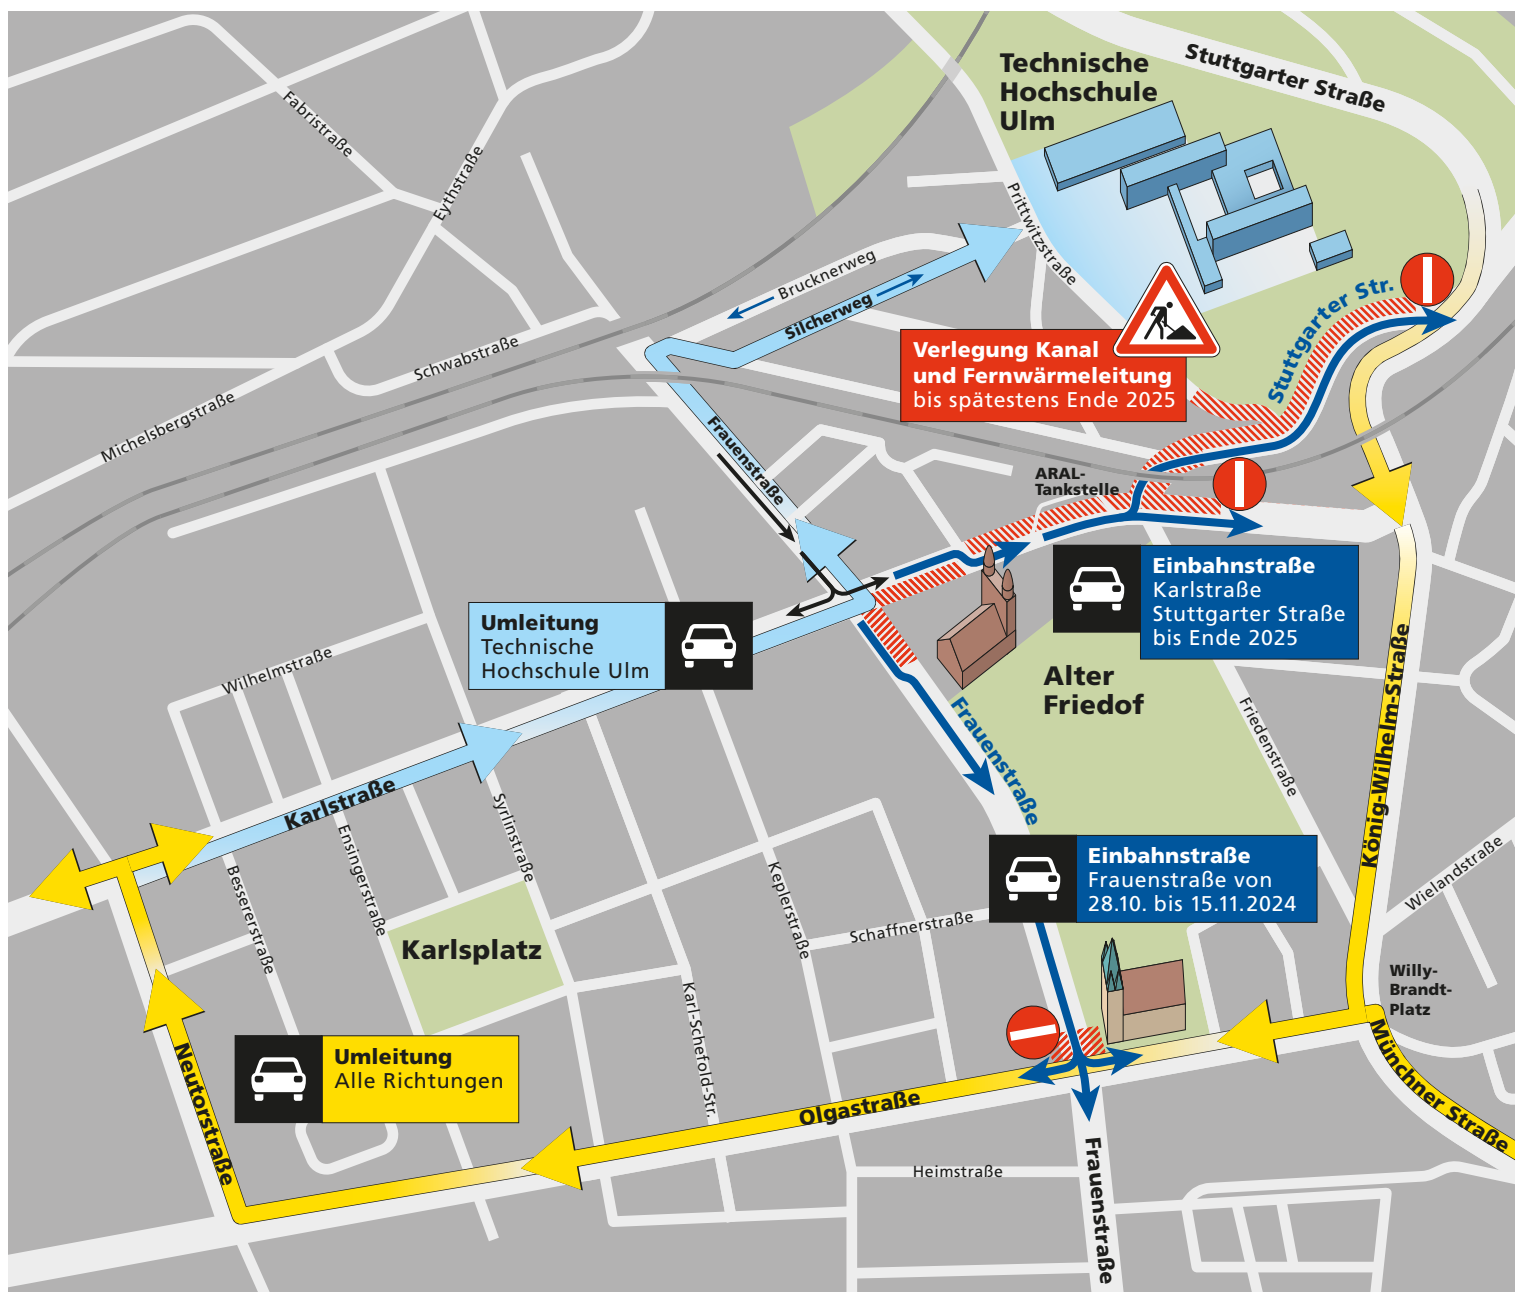 Technische
Hochschule
Ulm
Stuttgarter Straße
Fabristraße
Eythstraße
Prittwitzstraße
Brucknerweg
Silcherweg
Stuttgarter Str.
Schwabstraße
Michelsbergstraße
Verlegung Kanal
und Fernwärmeleitung
bis spätestens Ende 2025
Frauenstraße
ARAL-
Tankstelle
Einbahnstraße
Karlstraße
Stuttgarter Straße
bis Ende 2025
Umleitung
Technische
Hochschule Ulm
Wilhelmstraße
Alter
Friedof
König-Wilhelm-Straße
Friedenstraße
Frauenstraße
Karlstraße
Syrlinstraße
Ensingerstraße
Besserstraße
Keplerstraße
Einbahnstraße
Frauenstraße von
28.10. bis 15.11.2024
Wielandstraße
Schaffnerstraße
Karlsplatz
Willy-
Brandt-
Platz
Karl-Schefold-Str.
Münchner Straße
Neutorstraße
Umleitung
Alle Richtungen
Olgastraße
Heimstraße
Frauenstraße